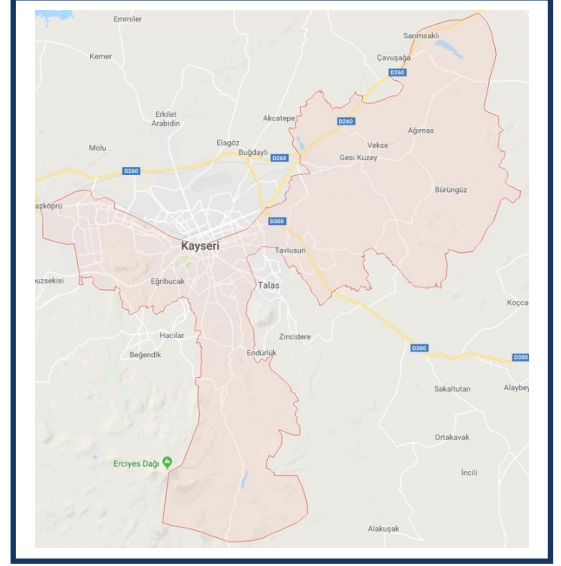 Emmiler
Sarımsaklı
Kemer
Çavuşağa
D260
Erkilet
Arabidin
Akcatepe
D260
Ağırnas
Elagöz
Vekse
Molu
Buğdaylı
D260
Gesi Kuzey
D260
Bürüngüz
azköprü
D300
Kayseri
Tavlusun
uzsekisi
Eğribucak
Talas
Koçca
Hacılar
Zincidere
Beğendik
Endürlük
D300
D300
Sakaltutan
Alaybey
Ortakavak
Erciyes Dağı
İncili
Alakuşak